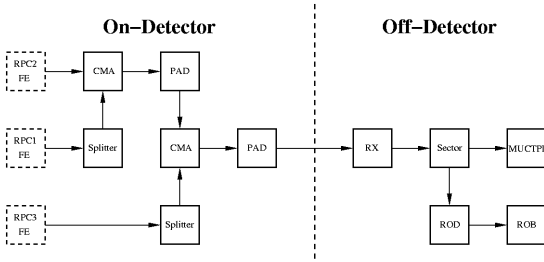 On-Detector
Off-Detector
RPC2
FE
CMA
PAD
RPC1
FE
Splitter
CMA
PAD
RX
Sector
MUCTPI
RPC3
FE
Splitter
ROD
ROB